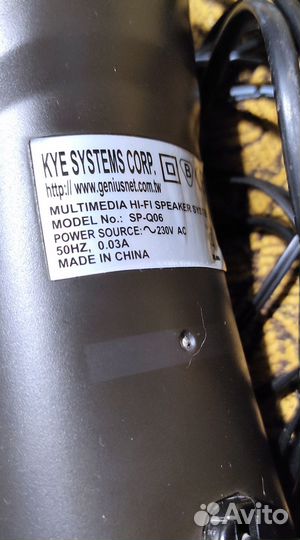 KYE SYSTEMS CORP.
http://www.geniusnet.com.tw
MULTIMEDIA HI-FI SPEAKER
MODEL No.: SP-Q06
POWER SOURCE:～230V AC
50HZ, 0.03A
MADE IN CHINA
Avito